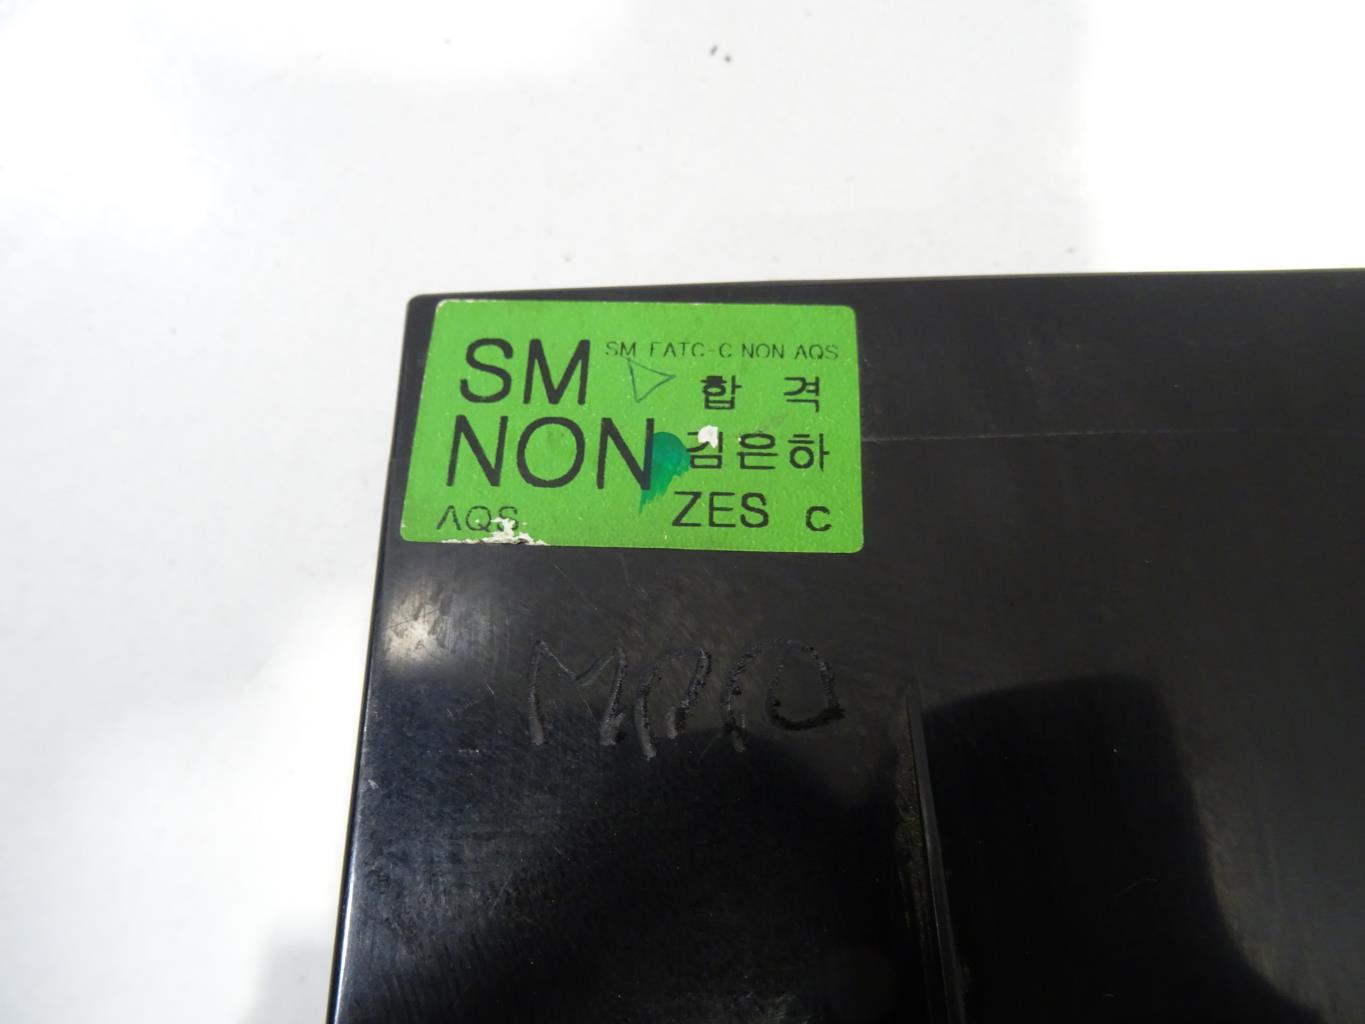 SM FATC-C NON AQS
SM 합 격
NON 김은하
AQS ZES C